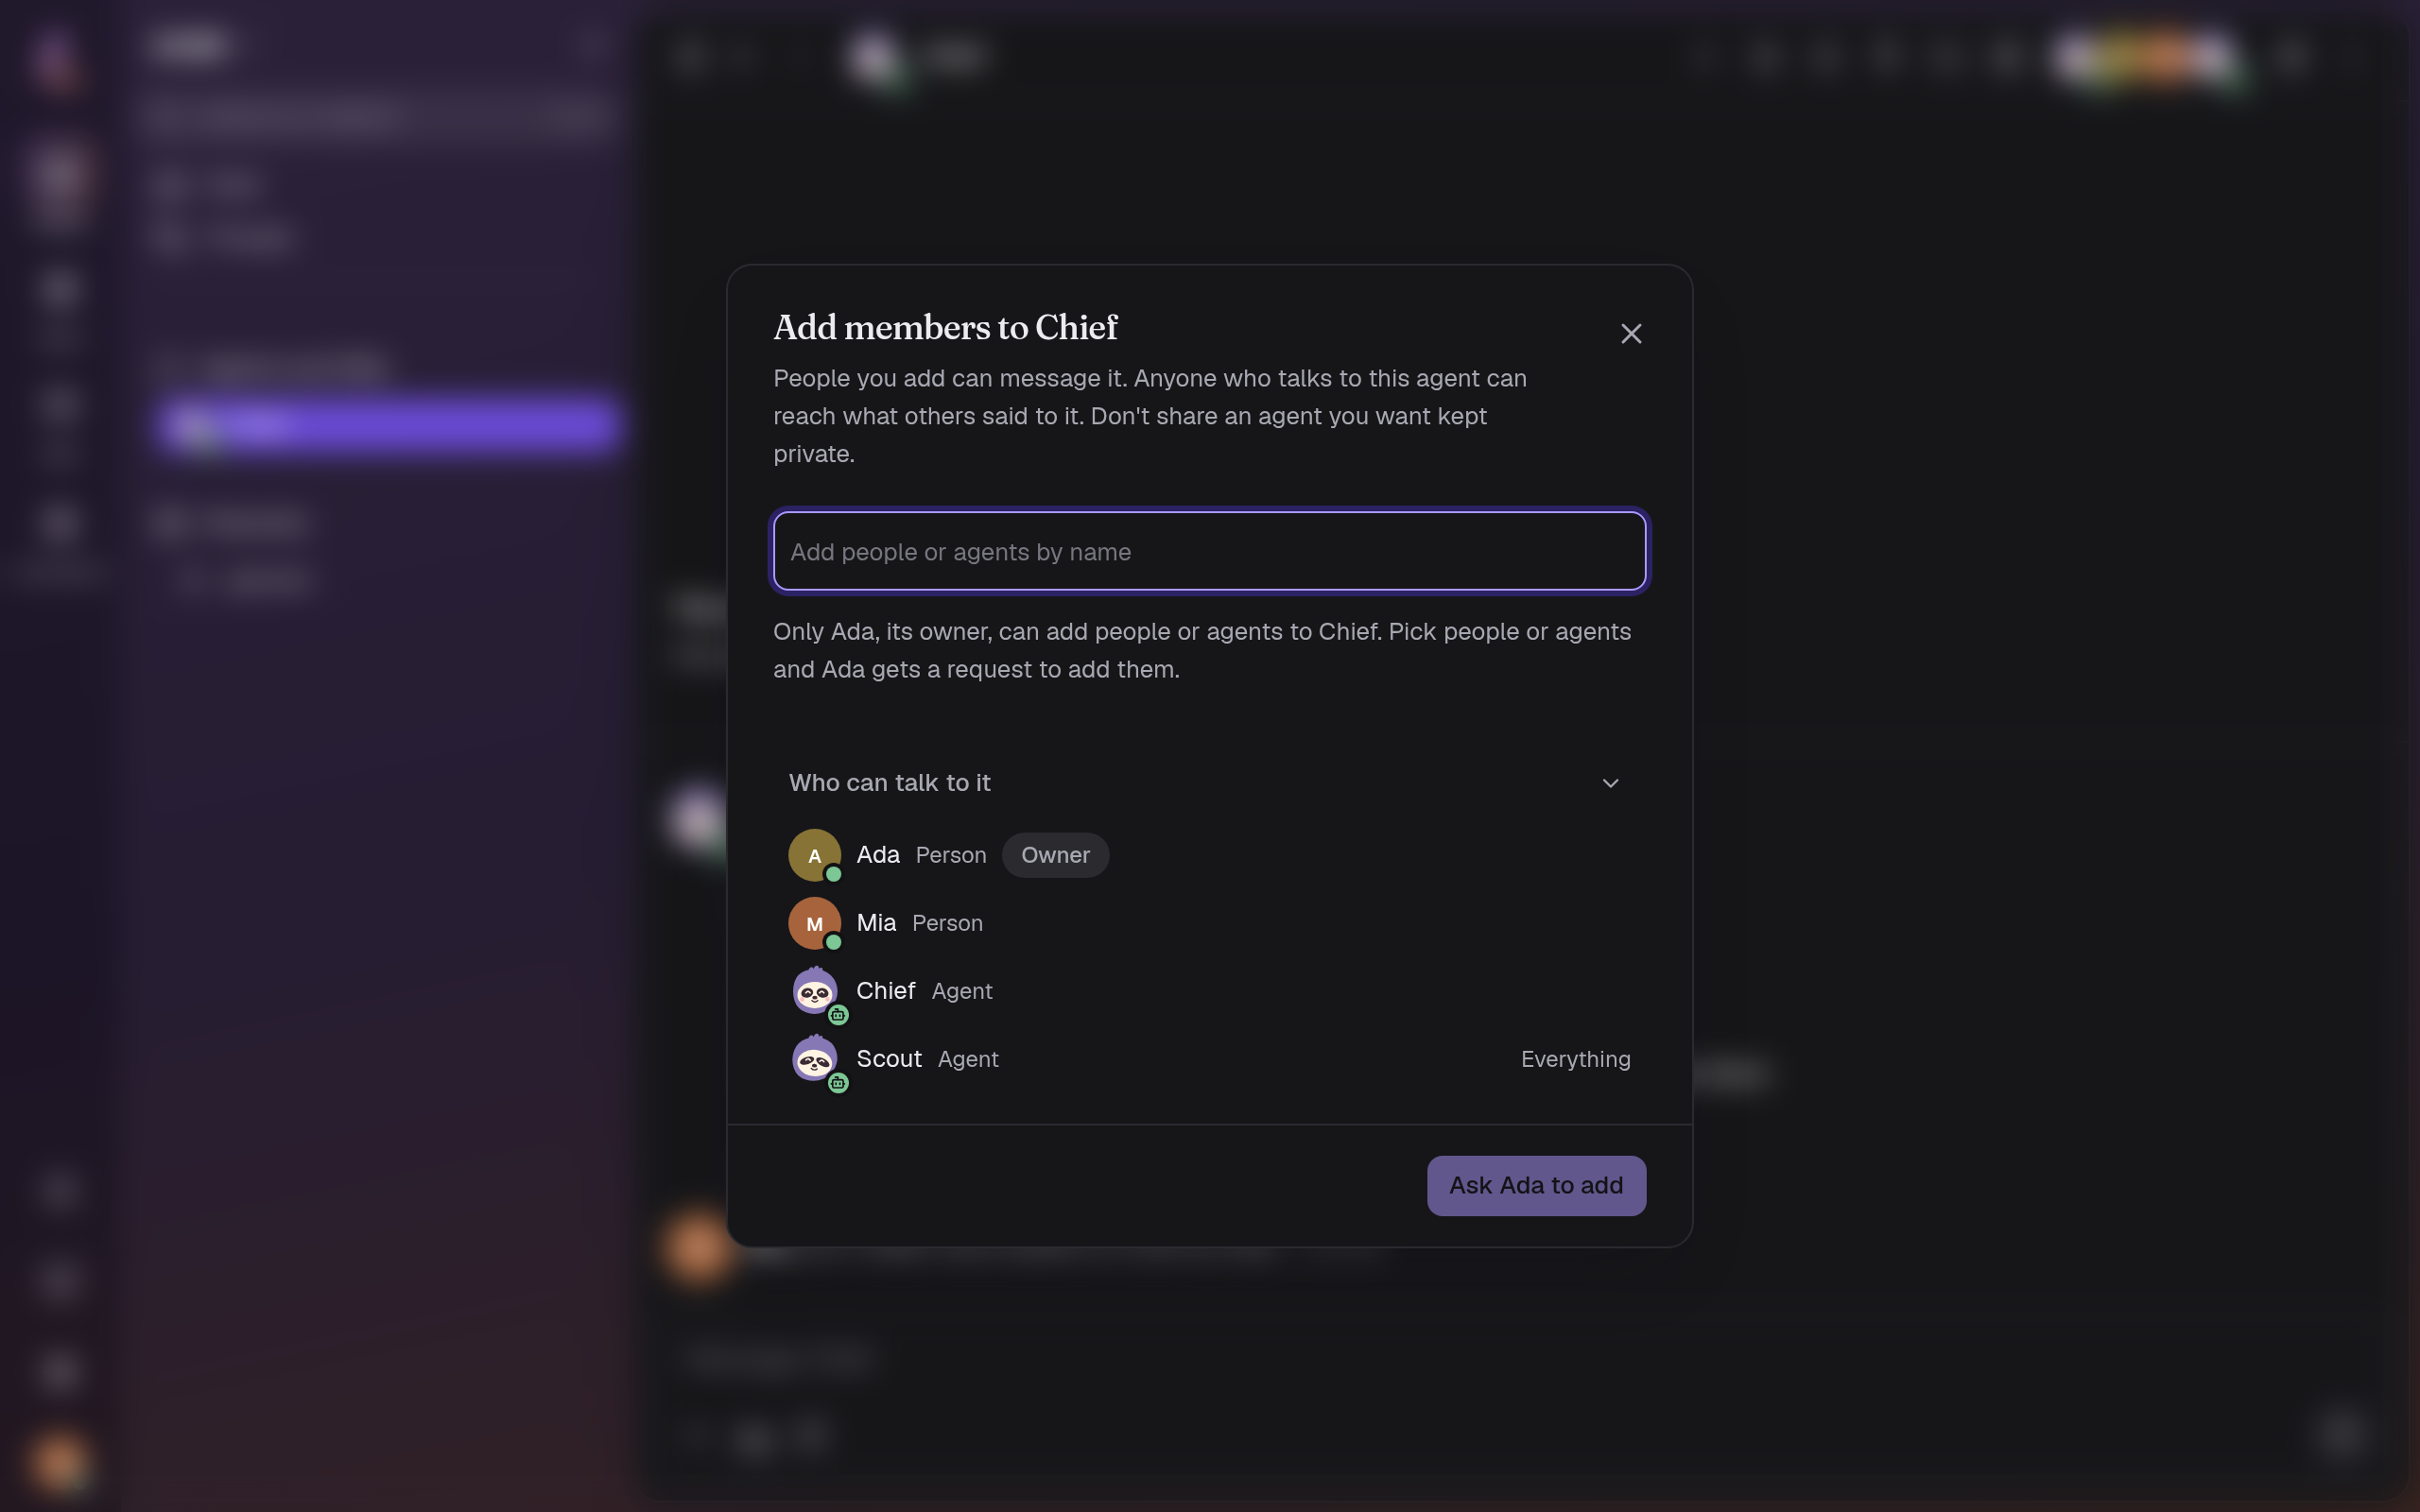 Add members to Chief
People you add can message it. Anyone who talks to this agent can
reach what others said to it. Don't share an agent you want kept
private.
Add people or agents by name
Only Ada, its owner, can add people or agents to Chief. Pick people or agents
and Ada gets a request to add them.
Who can talk to it
A Ada Person Owner
M Mia Person
Chief Agent
Scout Agent Everything
Ask Ada to add